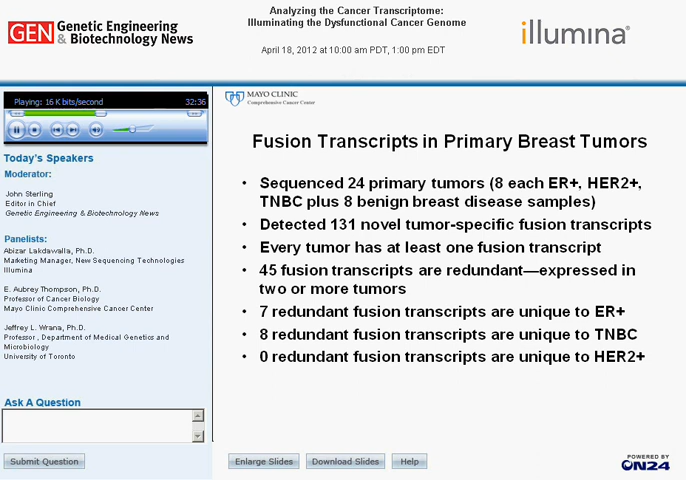 GEN Genetic Engineering
& Biotechnology News
Analyzing the Cancer Transcriptome:
Illuminating the Dysfunctional Cancer Genome
April 18, 2012 at 10:00 am PDT, 1:00 pm EDT
illumina®
Playing: 16 K bits/second 32:36
Today's Speakers
Moderator:
John Sterling
Editor in Chief
Genetic Engineering & Biotechnology News
Panelists:
Abizar Lakdawalla, Ph.D.
Marketing Manager, New Sequencing Technologies
Illumina
E. Aubrey Thompson, Ph.D.
Professor of Cancer Biology
Mayo Clinic Comprehensive Cancer Center
Jeffrey L. Wrana, Ph.D.
Professor , Department of Medical Genetics and
Microbiology
University of Toronto
Ask A Question
Submit Question
MAYO CLINIC
Comprehensive Cancer Center
Fusion Transcripts in Primary Breast Tumors
• Sequenced 24 primary tumors (8 each ER+, HER2+,
TNBC plus 8 benign breast disease samples)
• Detected 131 novel tumor-specific fusion transcripts
• Every tumor has at least one fusion transcript
• 45 fusion transcripts are redundant—expressed in
two or more tumors
• 7 redundant fusion transcripts are unique to ER+
• 8 redundant fusion transcripts are unique to TNBC
• 0 redundant fusion transcripts are unique to HER2+
Enlarge Slides Download Slides Help
POWERED BY
ON24